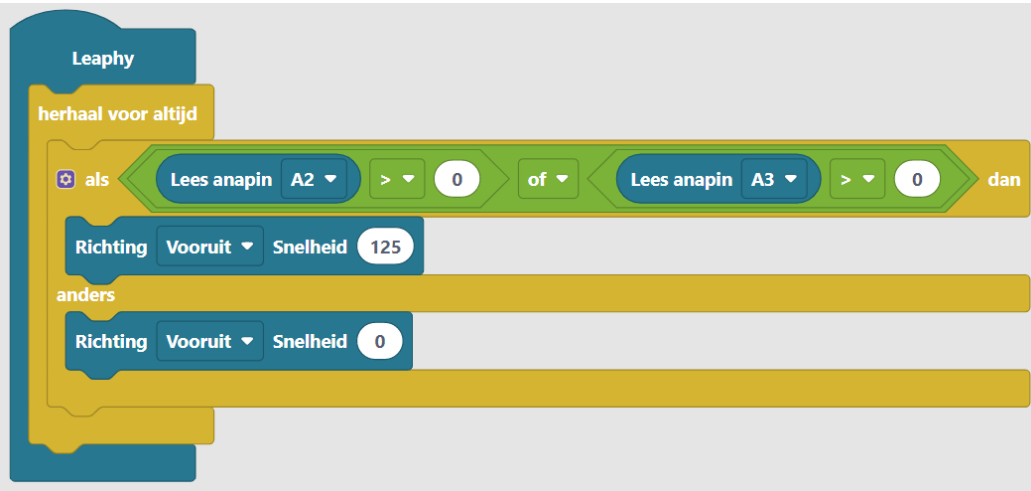 Leaphy
herhaal voor altijd
als Lees anapin A2 > 0 of Lees anapin A3 > 0 dan
Richting Vooruit Snelheid 125
anders
Richting Vooruit Snelheid 0